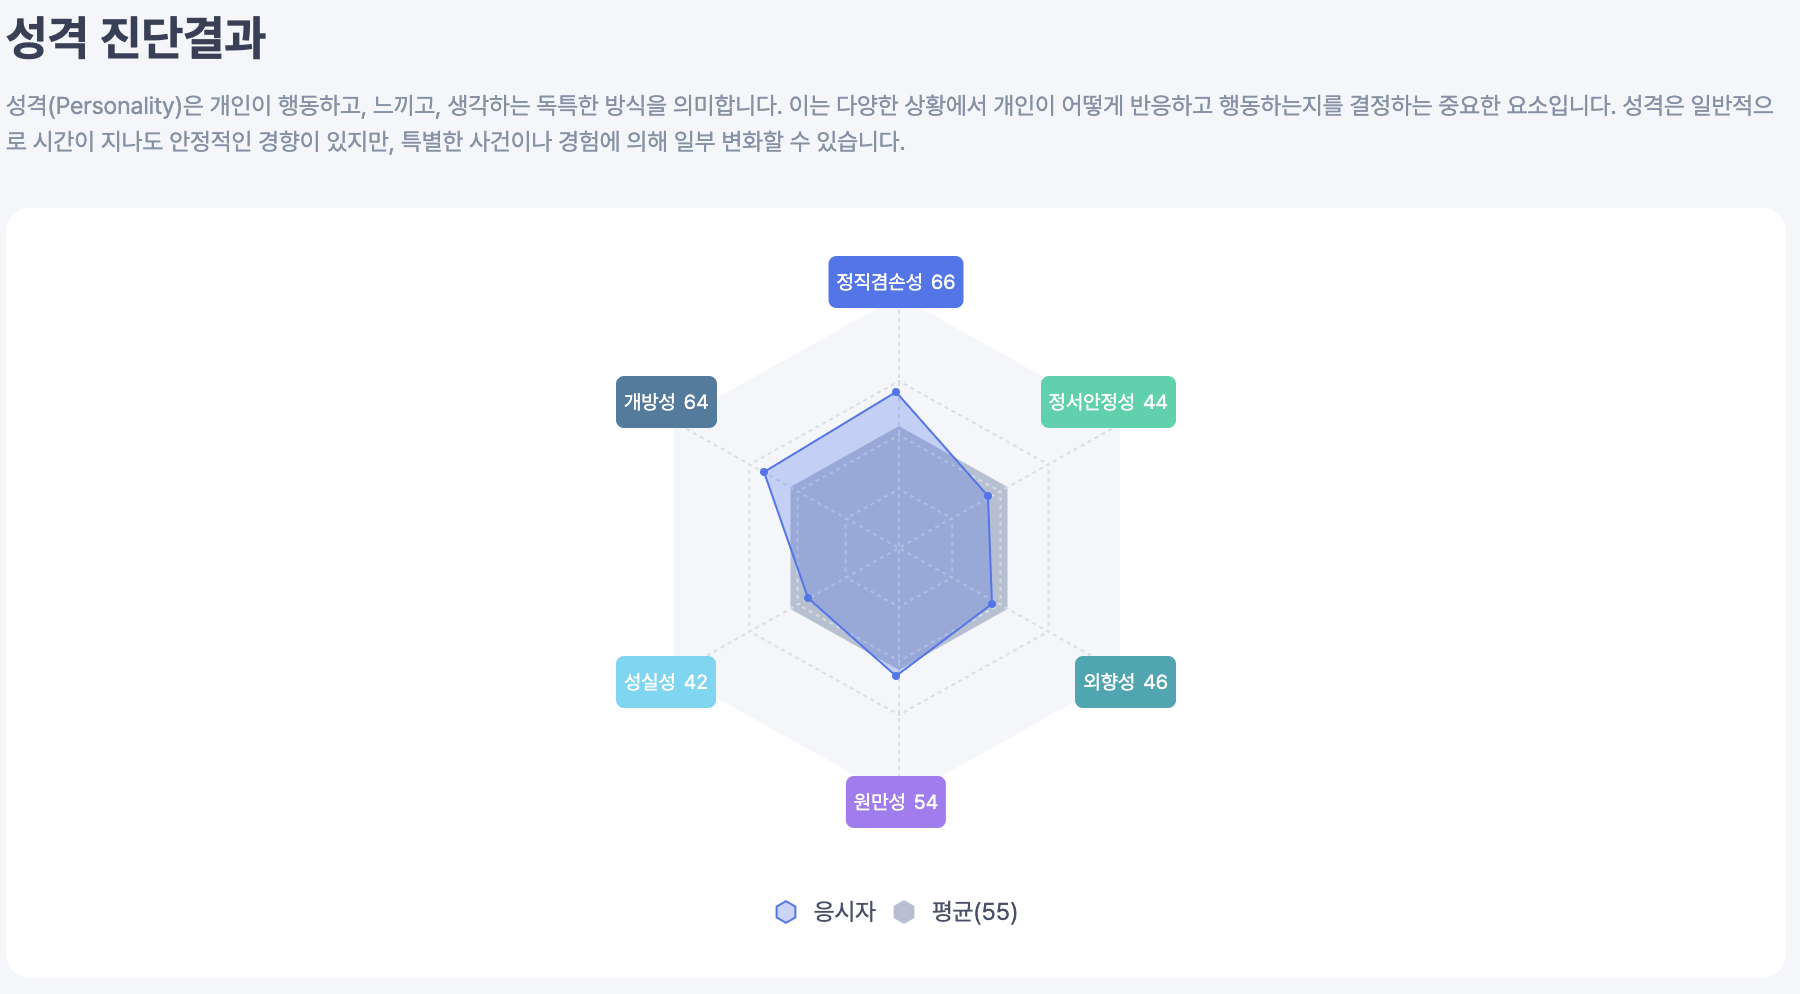 성격 진단결과
성격(Personality)은 개인이 행동하고, 느끼고, 생각하는 독특한 방식을 의미합니다. 이는 다양한 상황에서 개인이 어떻게 반응하고 행동하는지를 결정하는 중요한 요소입니다. 성격은 일반적으
로 시간이 지나도 안정적인 경향이 있지만, 특별한 사건이나 경험에 의해 일부 변화할 수 있습니다.
정직겸손성 66
개방성 64
정서안정성 44
성실성 42
외향성 46
원만성 54
응시자 평균(55)